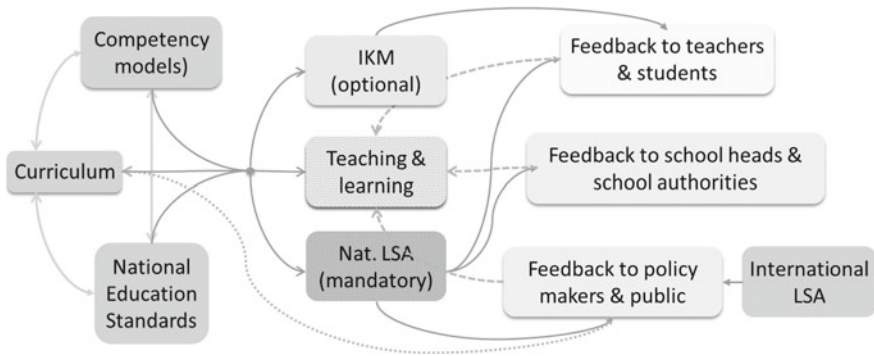 Competency
models)
IKM
(optional)
Feedback to teachers
& students
Curriculum
Teaching &
learning
Feedback to school heads &
school authorities
National
Education
Standards
Nat. LSA
(mandatory)
Feedback to policy
makers & public
International
LSA